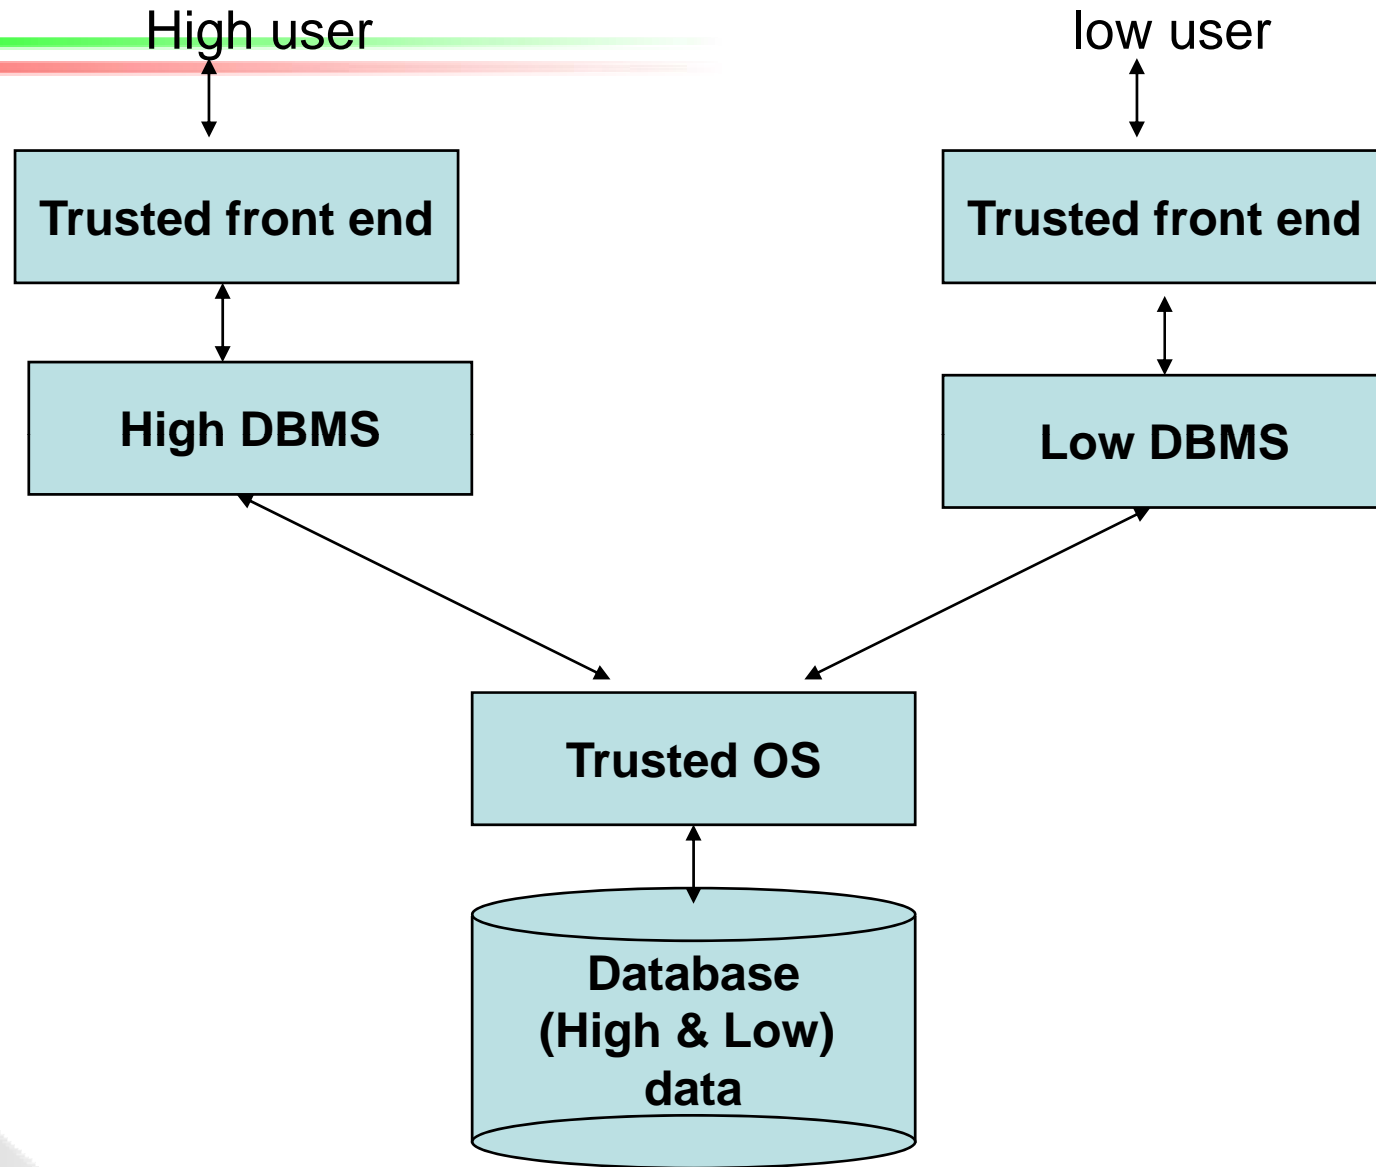 High user
low user
Trusted front end
Trusted front end
High DBMS
Low DBMS
Trusted OS
Database
(High & Low)
data